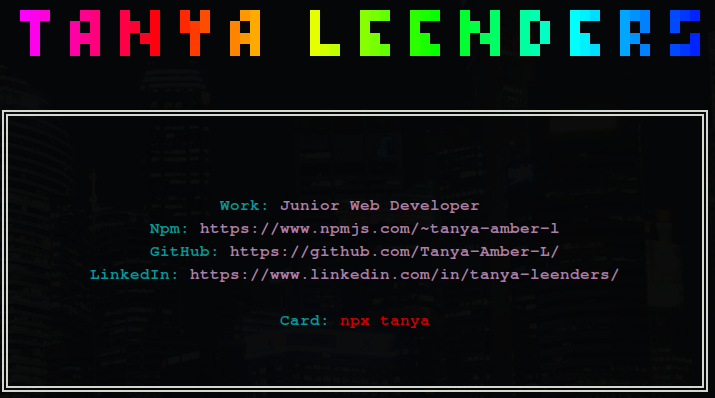 TANYA LEENDERS
Work: Junior Web Developer
Npm: https://www.npmjs.com/~tanya-amber-l
GitHub: https://github.com/Tanya-Amber-L/
LinkedIn: https://www.linkedin.com/in/tanya-leenders/
Card: npx tanya